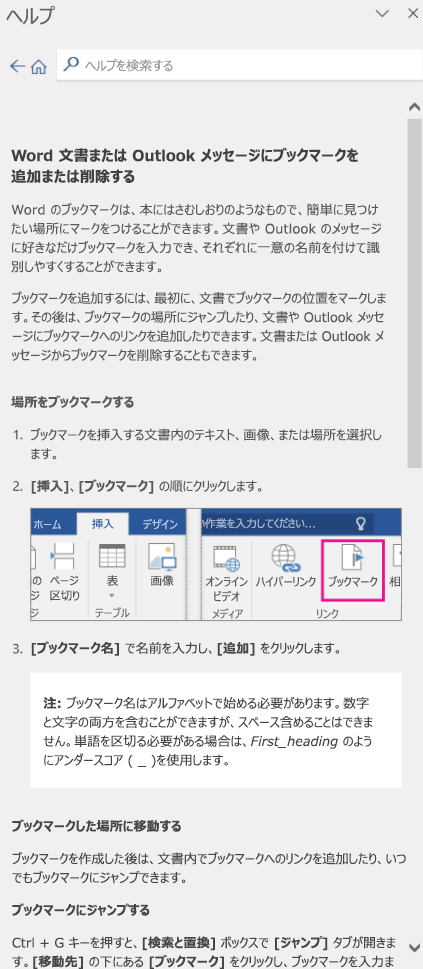 ヘルプ
ヘルプを検索する
Word 文書または Outlook メッセージにブックマークを
追加または削除する
Word のブックマークは、本にはさむしおりのようなもので、簡単に見つけ
たい場所にマークをつけることができます。文書や Outlook のメッセージ
に好きなだけブックマークを入力でき、それぞれに一意の名前を付けて識
別しやすくすることができます。
ブックマークを追加するには、最初に、文書でブックマークの位置をマークしま
す。その後は、ブックマークの場所にジャンプしたり、文書や Outlook メッセ
ージにブックマークへのリンクを追加したりできます。文書または Outlook メ
ッセージからブックマークを削除することもできます。
場所をブックマークする
1. ブックマークを挿入する文書内のテキスト、画像、または場所を選択し
ます。
2. [挿入]、[ブックマーク] の順にクリックします。
ホーム 挿入 デザイン い作業を入力してください...
の ページ 表 画像 オンライン ハイパーリンク ブックマーク 相
ジ 区切り ビデオ
ジ テーブル メディア リンク
3. [ブックマーク名] で名前を入力し、[追加] をクリックします。
注: ブックマーク名はアルファベットで始める必要があります。数字
と文字の両方を含むことができますが、スペース含めることはできま
せん。単語を区切る必要がある場合は、First_heading のよう
にアンダースコア ( _ )を使用します。
ブックマークした場所に移動する
ブックマークを作成した後は、文書内でブックマークへのリンクを追加したり、いつ
でもブックマークにジャンプできます。
ブックマークにジャンプする
Ctrl + G キーを押すと、[検索と置換] ボックスで [ジャンプ] タブが開きま
す。[移動先] の下にある [ブックマーク] をクリックし、ブックマークを入力ま